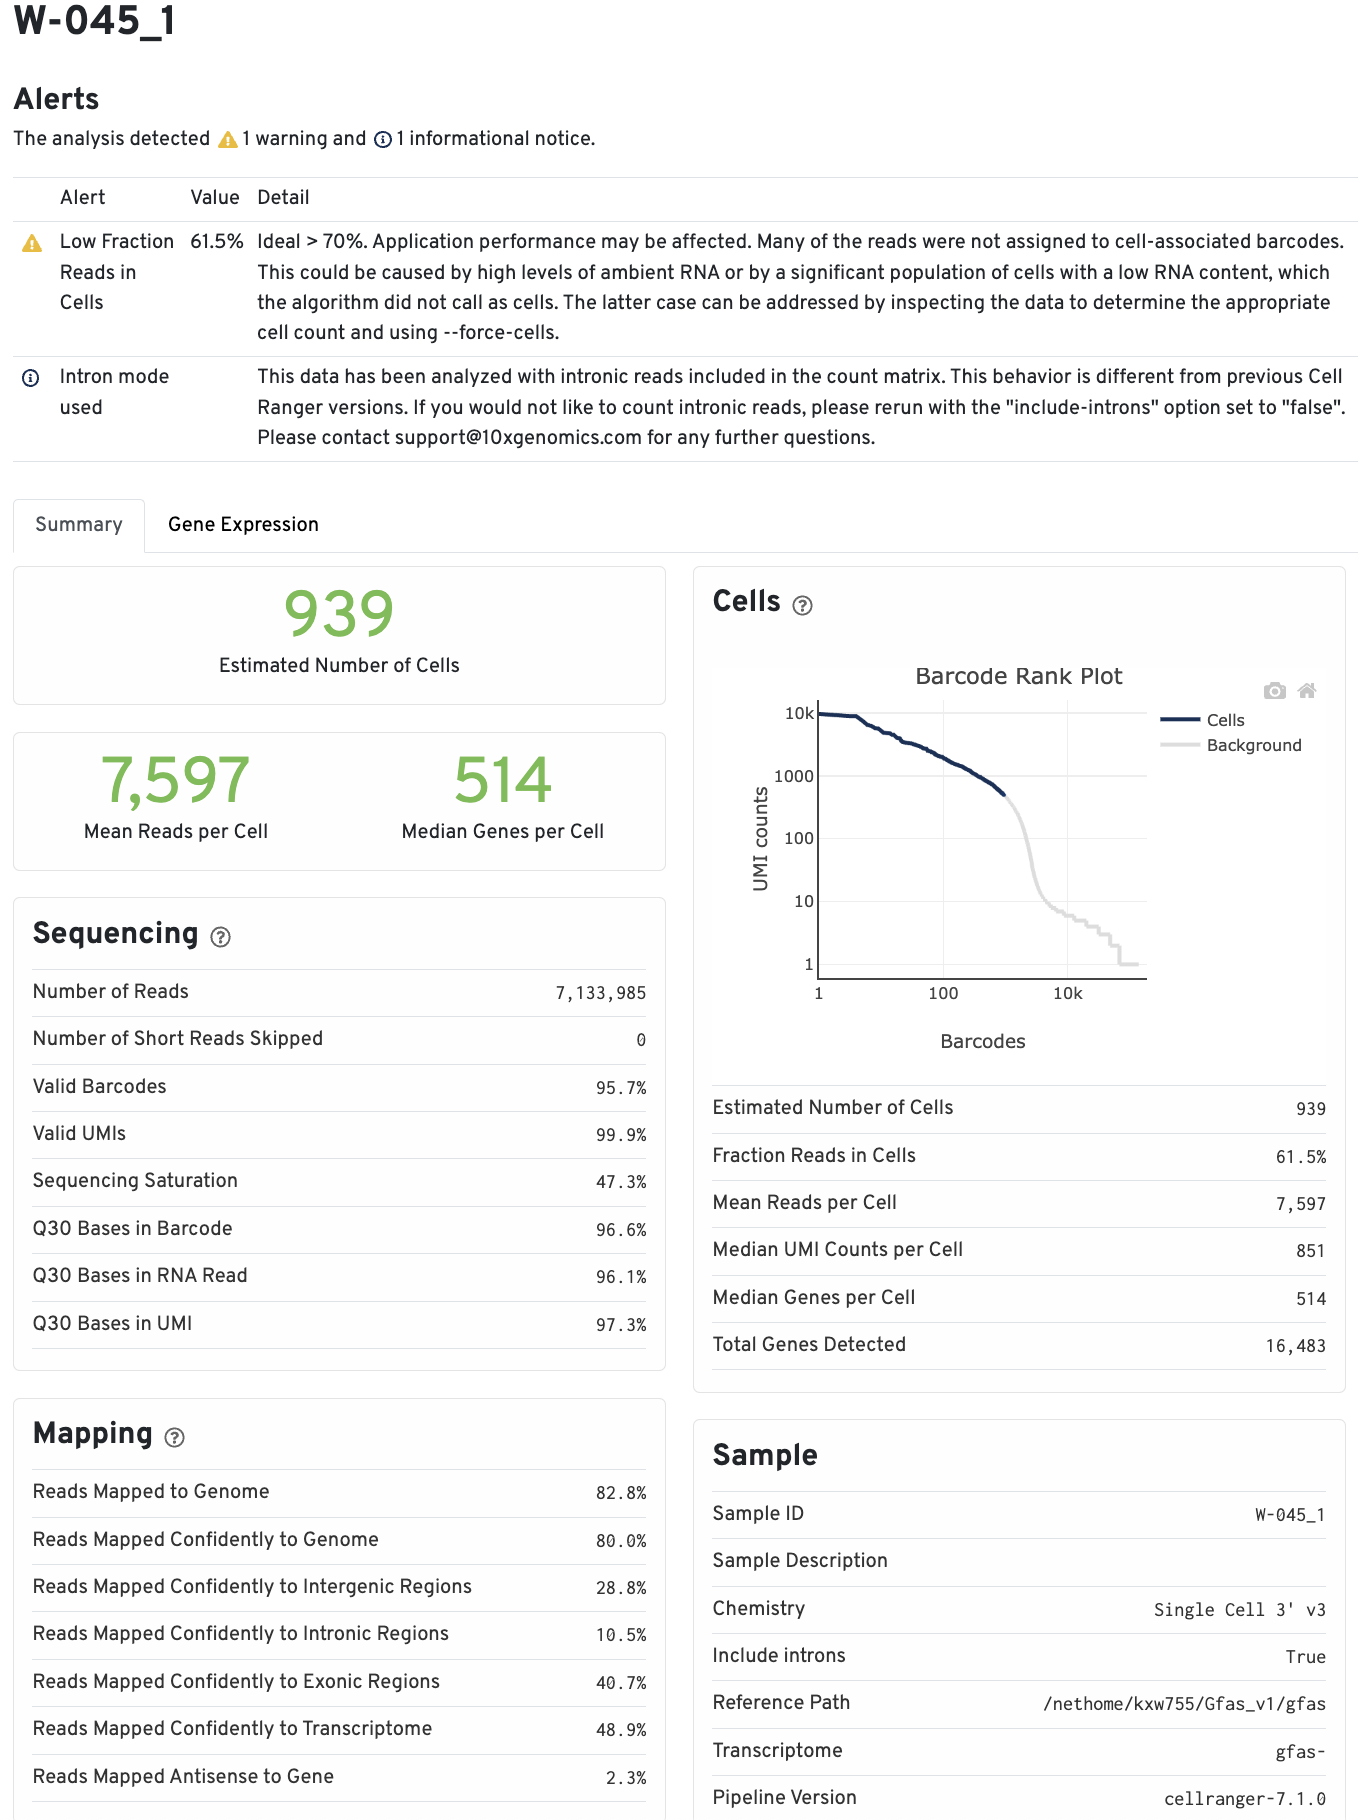 W-045_1
Alerts
The analysis detected 1 warning and 1 informational notice.
Alert Value Detail
Low Fraction Reads in Cells 61.5% Ideal > 70%. Application performance may be affected. Many of the reads were not assigned to cell-associated barcodes.
This could be caused by high levels of ambient RNA or by a significant population of cells with a low RNA content, which
the algorithm did not call as cells. The latter case can be addressed by inspecting the data to determine the appropriate
cell count and using --force-cells.
Intron mode used This data has been analyzed with intronic reads included in the count matrix. This behavior is different from previous Cell
Ranger versions. If you would not like to count intronic reads, please rerun with the "include-introns" option set to "false".
Please contact support@10xgenomics.com for any further questions.
Summary Gene Expression
939
Estimated Number of Cells
7,597
Mean Reads per Cell
514
Median Genes per Cell
Sequencing ?
Number of Reads 7,133,985
Number of Short Reads Skipped 0
Valid Barcodes 95.7%
Valid UMIs 99.9%
Sequencing Saturation 47.3%
Q30 Bases in Barcode 96.6%
Q30 Bases in RNA Read 96.1%
Q30 Bases in UMI 97.3%
Mapping ?
Reads Mapped to Genome 82.8%
Reads Mapped Confidently to Genome 80.0%
Reads Mapped Confidently to Intergenic Regions 28.8%
Reads Mapped Confidently to Intronic Regions 10.5%
Reads Mapped Confidently to Exonic Regions 40.7%
Reads Mapped Confidently to Transcriptome 48.9%
Reads Mapped Antisense to Gene 2.3%
Cells ?
Barcode Rank Plot
10k
1000
100
10
1
UMI counts
1 100 10k
Barcodes
Cells
Background
Estimated Number of Cells 939
Fraction Reads in Cells 61.5%
Mean Reads per Cell 7,597
Median UMI Counts per Cell 851
Median Genes per Cell 514
Total Genes Detected 16,483
Sample
Sample ID W-045_1
Sample Description
Chemistry Single Cell 3' v3
Include introns True
Reference Path /nethome/kxw755/Gfas_v1/gfas
Transcriptome gfas-
Pipeline Version cellranger-7.1.0